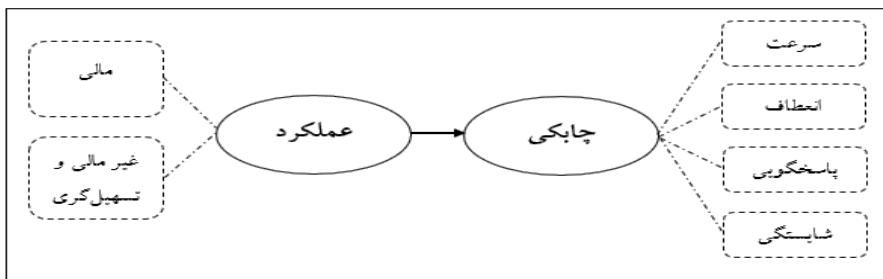 سرعت
انعطاف
پاسخگویی
شایستگی
چابکی
عملکرد
مالی
غیر مالی و
تسهیل‌گری